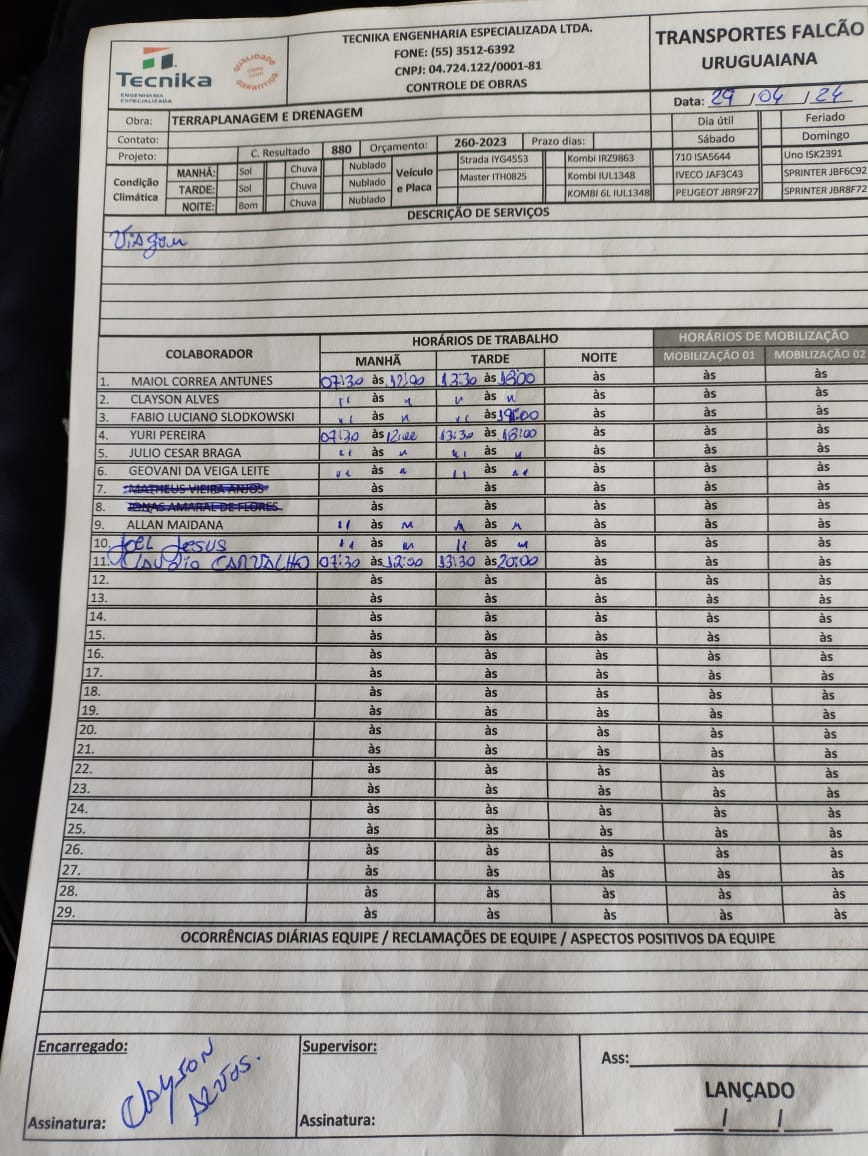 TECNIKA ENGENHARIA ESPECIALIZADA LTDA.
FONE: (55) 3512-6392
CNPJ: 04.724.122/0001-81
CONTROLE DE OBRAS
Tecnika
ENGENHARIA
ESPECIALIZADA
QUALIDADE
GARANTIDA
TRANSPORTES FALCÃO
URUGUAIANA
Data: 29 / 04 / 24
Obra: TERRAPLANAGEM E DRENAGEM
Dia útil Feriado
Contato: Sábado Domingo
Projeto: C. Resultado 880 Orçamento: 260-2023 Prazo dias:
Condição Climática
MANHÃ: Sol Chuva Nublado
TARDE: Sol Chuva Nublado
NOITE: Bom Chuva Nublado
Veículo e Placa
Strada IYG4553 Kombi IRZ9863 710 ISA5644 Uno ISK2391
Master ITH0825 Kombi IUL1348 IVECO JAF3C43 SPRINTER JBF6C92
KOMBI 6L IUL1348 PEUGEOT JBR9F27 SPRINTER JBR8F72
DESCRIÇÃO DE SERVIÇOS
COLABORADOR HORÁRIOS DE TRABALHO HORÁRIOS DE MOBILIZAÇÃO
MANHÃ TARDE NOITE MOBILIZAÇÃO 01 MOBILIZAÇÃO 02
1. MAIOL CORREA ANTUNES 07:30 às 12:00 13:30 às 18:00 às às às
2. CLAYSON ALVES " às " " às " às às às
3. FABIO LUCIANO SLODKOWSKI " às " " às 19:00 às às às
4. YURI PEREIRA 07:30 às 12:00 13:30 às 18:00 às às às
5. JULIO CESAR BRAGA " às " " às " às às às
6. GEOVANI DA VEIGA LEITE " às " " às " às às às
7. MATHEUS VIEIRA ANJOS às às às às às
8. JONAS AMARAL DE FLORES às às às às às
9. ALLAN MAIDANA " às " " às " às às às
10. Joel Jesus " às " " às " às às às
11. Claudio CARVALHO 07:30 às 12:00 13:30 às 20:00 às às às
12. às às às às às
13. às às às às às
14. às às às às às
15. às às às às às
16. às às às às às
17. às às às às às
18. às às às às às
19. às às às às às
20. às às às às às
21. às às às às às
22. às às às às às
23. às às às às às
24. às às às às às
25. às às às às às
26. às às às às às
27. às às às às às
28. às às às às às
29. às às às às às
OCORRÊNCIAS DIÁRIAS EQUIPE / RECLAMAÇÕES DE EQUIPE / ASPECTOS POSITIVOS DA EQUIPE
Encarregado: Supervisor:
Clayson
Alves.
Ass:
LANÇADO
Assinatura: Assinatura: / /